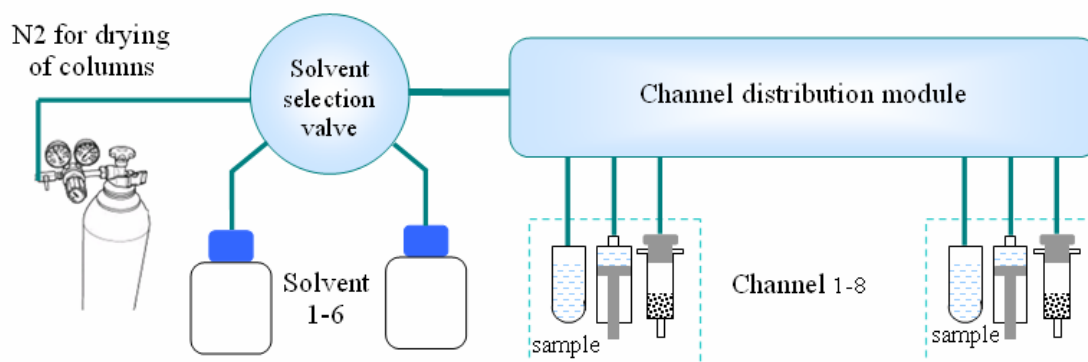 N2 for drying
of columns
Solvent
selection
valve
Channel distribution module
Solvent
1-6
Channel 1-8
sample
sample